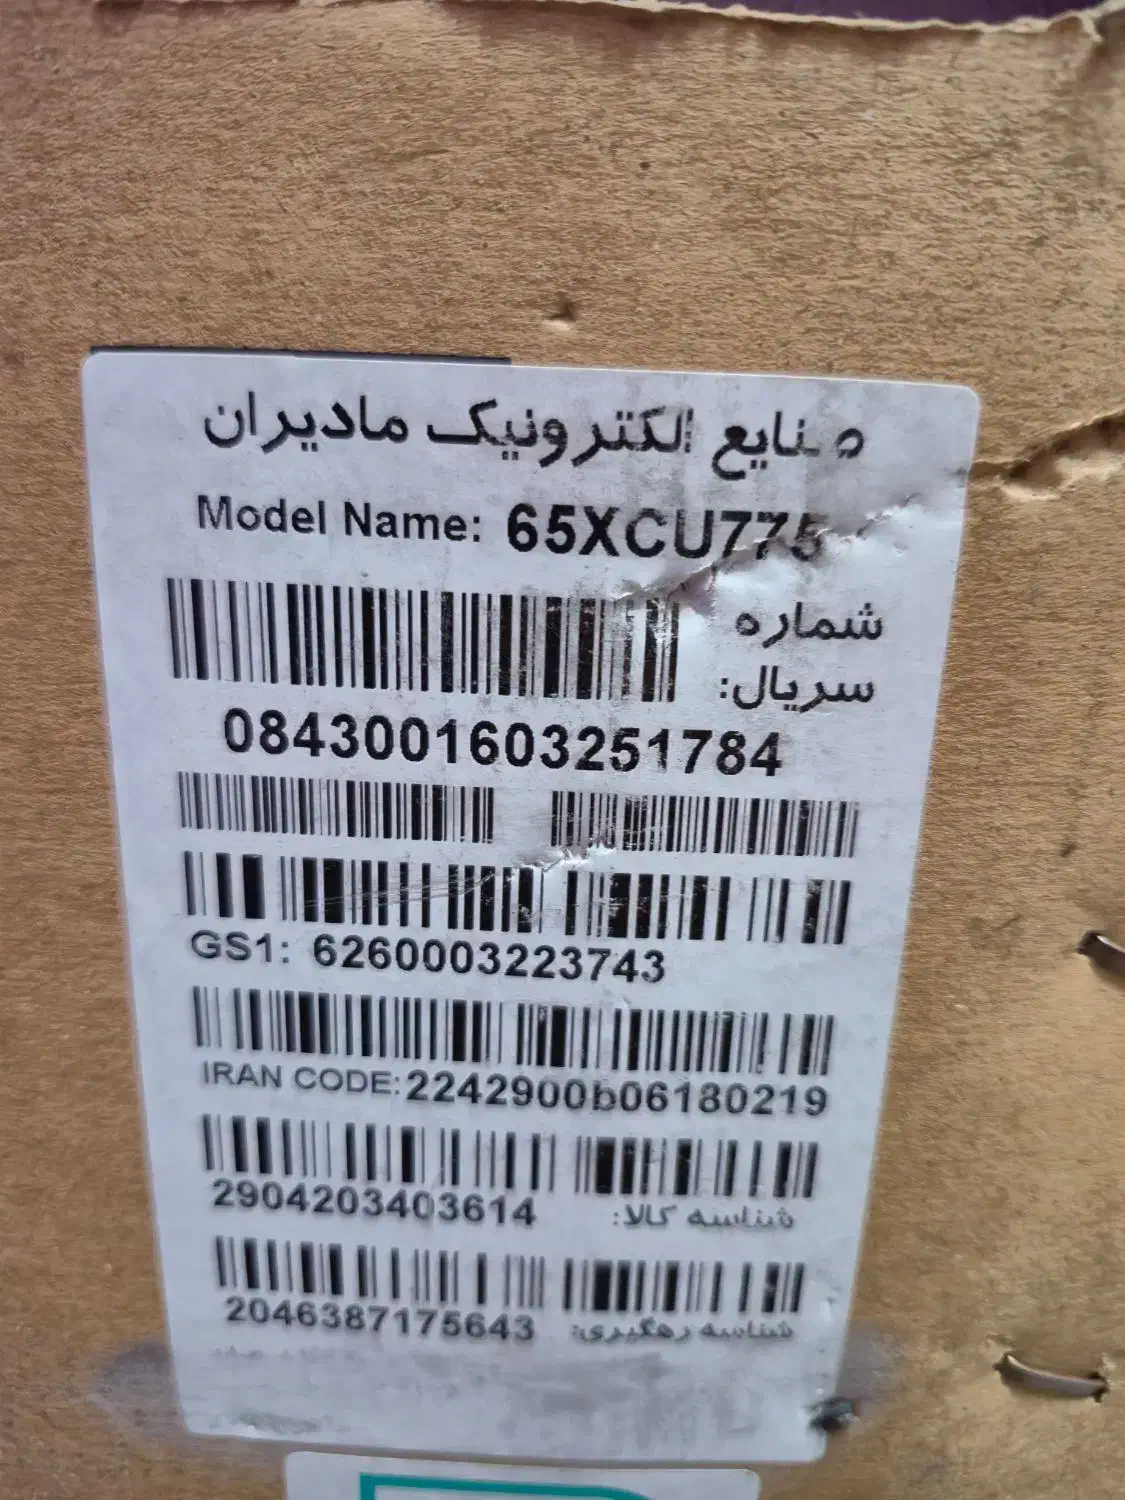 صنایع الکترونیک مادیران
Model Name: 65XCU775
شماره
سریال:
0843001603251784
GS1: 6260003223743
IRAN CODE:2242900b06180219
2904203403614 شناسه کالا:
2046387175643 شناسه رهگیری: